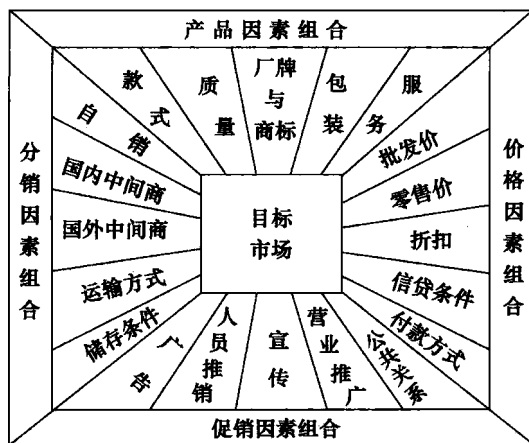 产品因素组合
款式
质量
厂牌与商标
包装
服务
分销因素组合
自销
国内中间商
国外中间商
运输方式
储存条件
目标
市场
批发价
零售价
折扣
信贷条件
付款方式
价格因素组合
广告
人员推销
宣传
营业推广
公共关系
促销因素组合